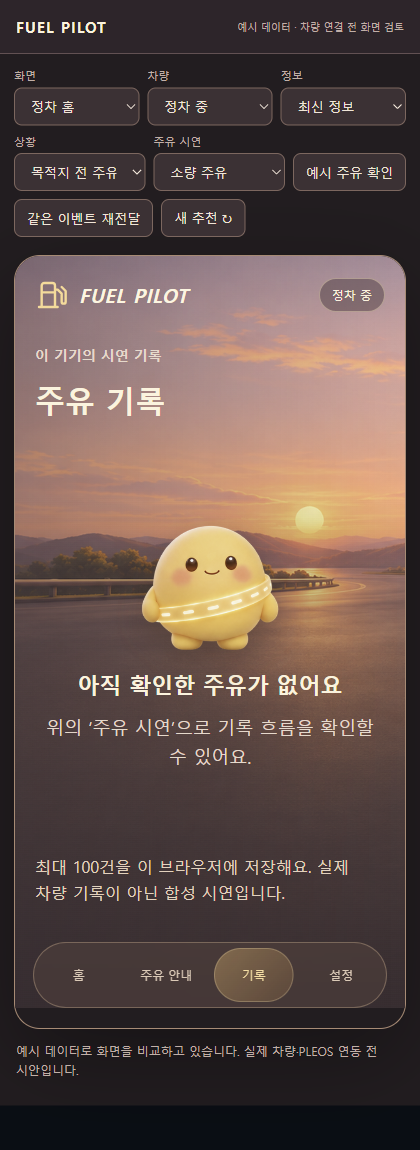 FUEL PILOT
예시 데이터 · 차량 연결 전 화면 검토
화면
차량
정보
정차 홈
정차 중
최신 정보
상황
주유 시연
목적지 전 주유
소량 주유
예시 주유 확인
같은 이벤트 재전달
새 추천 ↻
FUEL PILOT
정차 중
이 기기의 시연 기록
주유 기록
아직 확인한 주유가 없어요
위의 ‘주유 시연’으로 기록 흐름을 확인할
수 있어요.
최대 100건을 이 브라우저에 저장해요. 실제
차량 기록이 아닌 합성 시연입니다.
홈
주유 안내
기록
설정
예시 데이터로 화면을 비교하고 있습니다. 실제 차량·PLEOS 연동 전
시안입니다.